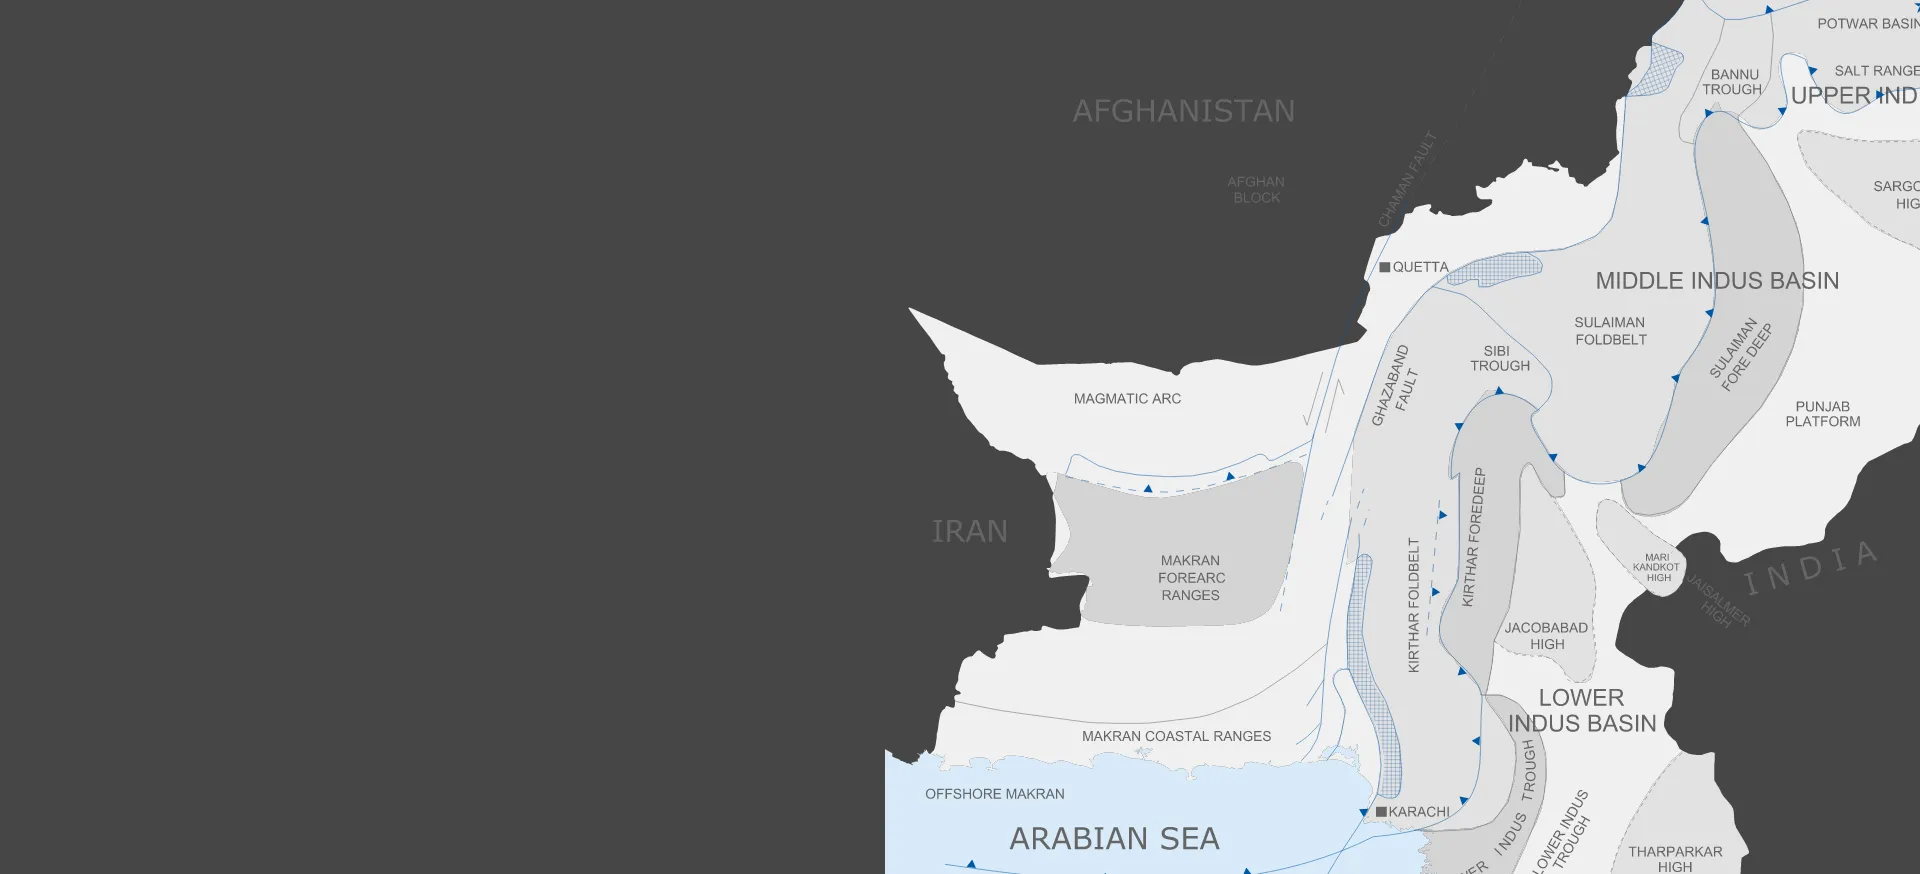 POTWAR BASIN
SALT RANGE
BANNU
TROUGH
UPPER IND
AFGHANISTAN
CHAMAN FAULT
AFGHAN
BLOCK
SARGO
HIG
QUETTA
MIDDLE INDUS BASIN
SULAIMAN
FOLDBELT
SULAIMAN
FORE DEEP
SIBI
TROUGH
GHAZABAND
FAULT
MAGMATIC ARC
PUNJAB
PLATFORM
IRAN
MAKRAN
FOREARC
RANGES
KIRTHAR FOLDBELT
KIRTHAR FOREDEEP
MARI
KANDKOT
HIGH
JAISALMER
HIGH
INDIA
JACOBABAD
HIGH
LOWER
INDUS BASIN
MAKRAN COASTAL RANGES
OFFSHORE MAKRAN
ARABIAN SEA
KARACHI
WER INDUS TROUGH
LOWER INDUS
TROUGH
THARPARKAR
HIGH